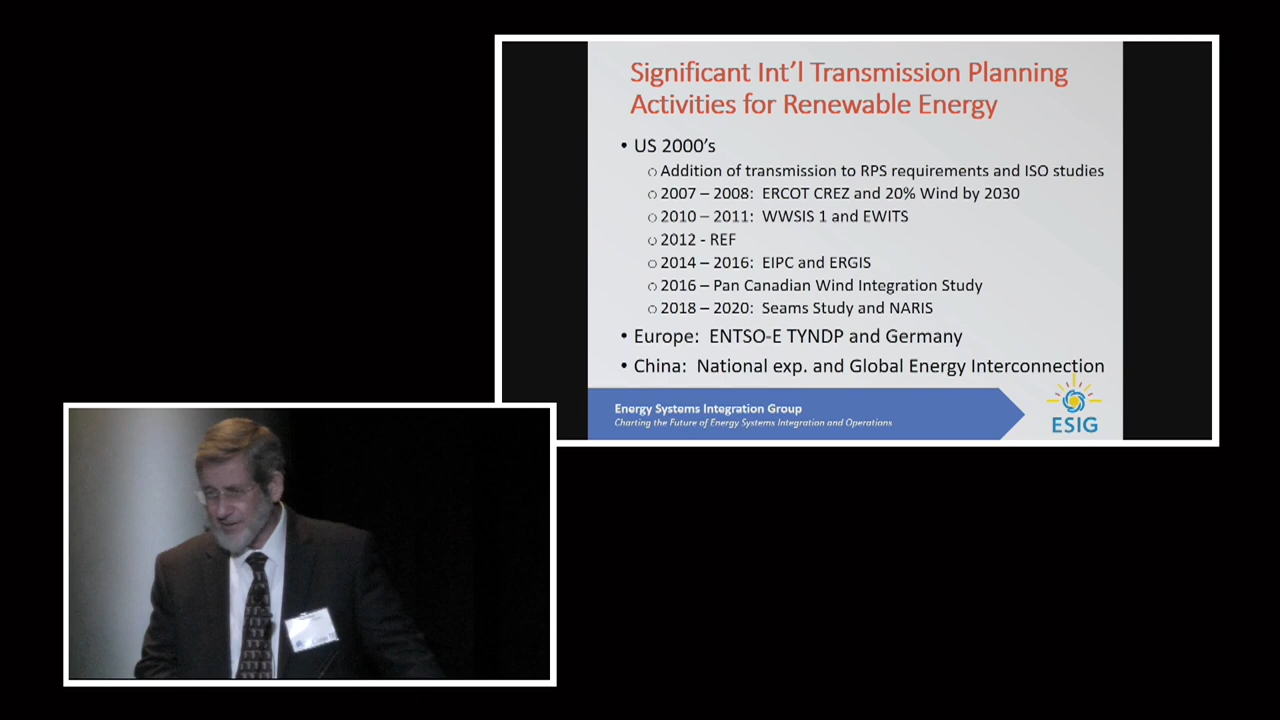 Significant Int'l Transmission Planning
Activities for Renewable Energy
• US 2000's
○ Addition of transmission to RPS requirements and ISO studies
○ 2007 – 2008:  ERCOT CREZ and 20% Wind by 2030
○ 2010 – 2011:  WWSIS 1 and EWITS
○ 2012 - REF
○ 2014 – 2016:  EIPC and ERGIS
○ 2016 – Pan Canadian Wind Integration Study
○ 2018 – 2020:  Seams Study and NARIS
• Europe:  ENTSO-E TYNDP and Germany
• China:  National exp. and Global Energy Interconnection
Energy Systems Integration Group
Charting the Future of Energy Systems Integration and Operations
ESIG